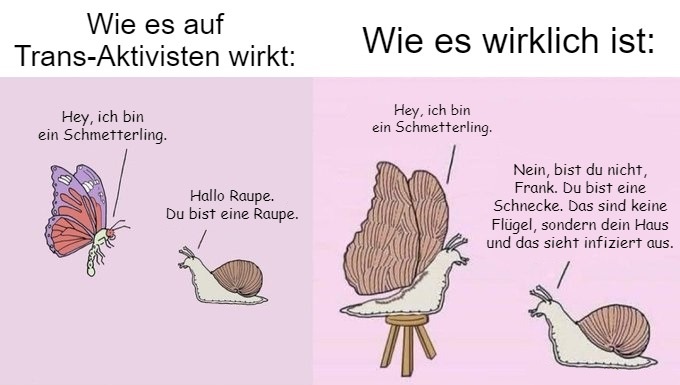 Wie es auf
Trans-Aktivisten wirkt:
Wie es wirklich ist:
Hey, ich bin
ein Schmetterling.
Hallo Raupe.
Du bist eine Raupe.
Hey, ich bin
ein Schmetterling.
Nein, bist du nicht,
Frank. Du bist eine
Schnecke. Das sind keine
Flügel, sondern dein Haus
und das sieht infiziert aus.